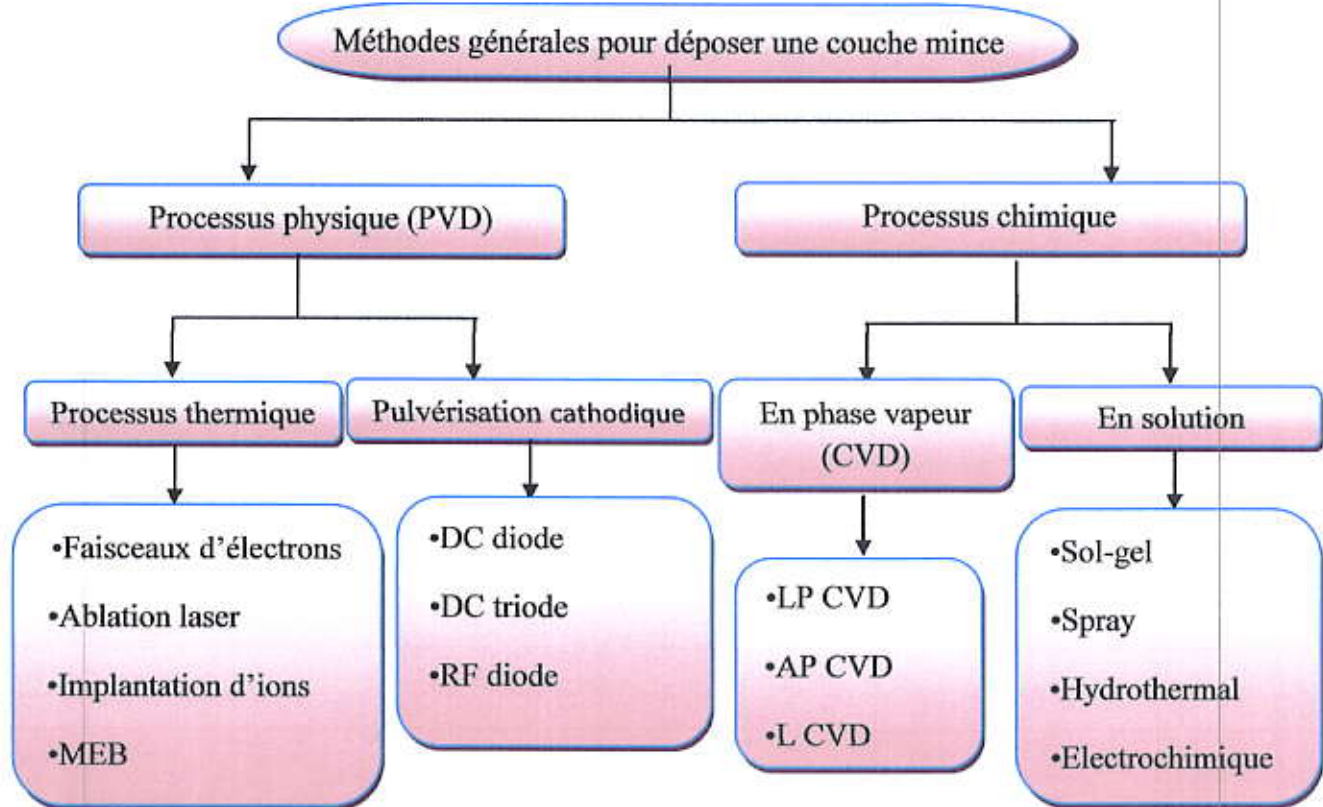 Méthodes générales pour déposer une couche mince
Processus physique (PVD)
Processus chimique
Processus thermique
Pulvérisation cathodique
En phase vapeur
(CVD)
En solution
•Faisceaux d'électrons
•Ablation laser
•Implantation d'ions
•MEB
•DC diode
•DC triode
•RF diode
•LP CVD
•AP CVD
•L CVD
•Sol-gel
•Spray
•Hydrothermal
•Electrochimique